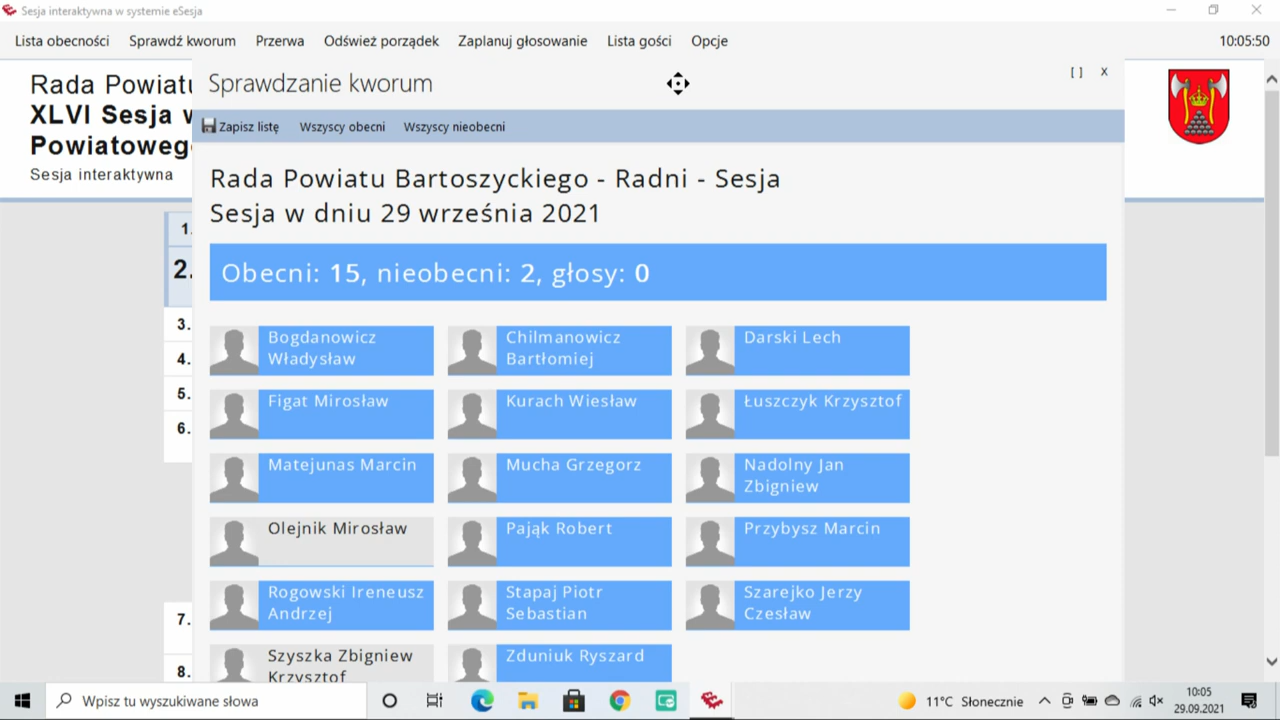 Sesja interaktywna w systemie eSesja
Lista obecności Sprawdź kworum Przerwa Odśwież porządek Zaplanuj głosowanie Lista gości Opcje 10:05:50
Rada Powiatu
XLVI Sesja w
Powiatoweg
Sesja interaktywna
Sprawdzanie kworum [ ] X
Zapisz listę Wszyscy obecni Wszyscy nieobecni
Rada Powiatu Bartoszyckiego - Radni - Sesja
Sesja w dniu 29 września 2021
Obecni: 15, nieobecni: 2, głosy: 0
1.
2.
3.
4.
5.
6.
7.
8.
Bogdanowicz
Władysław
Chilmanowicz
Bartłomiej
Darski Lech
Figat Mirosław
Kurach Wiesław
Łuszczyk Krzysztof
Matejunas Marcin
Mucha Grzegorz
Nadolny Jan
Zbigniew
Olejnik Mirosław
Pająk Robert
Przybysz Marcin
Rogowski Ireneusz
Andrzej
Stapaj Piotr
Sebastian
Szarejko Jerzy
Czesław
Szyszka Zbigniew
Krzysztof
Zduniuk Ryszard
Wpisz tu wyszukiwane słowa
11°C Słonecznie
10:05
29.09.2021